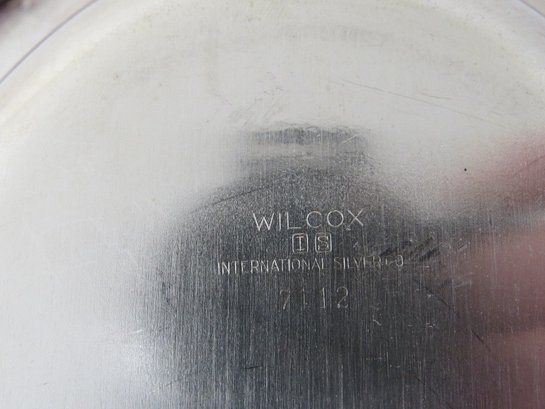 WILCOX
IS
INTERNATIONAL SILVER CO
7112